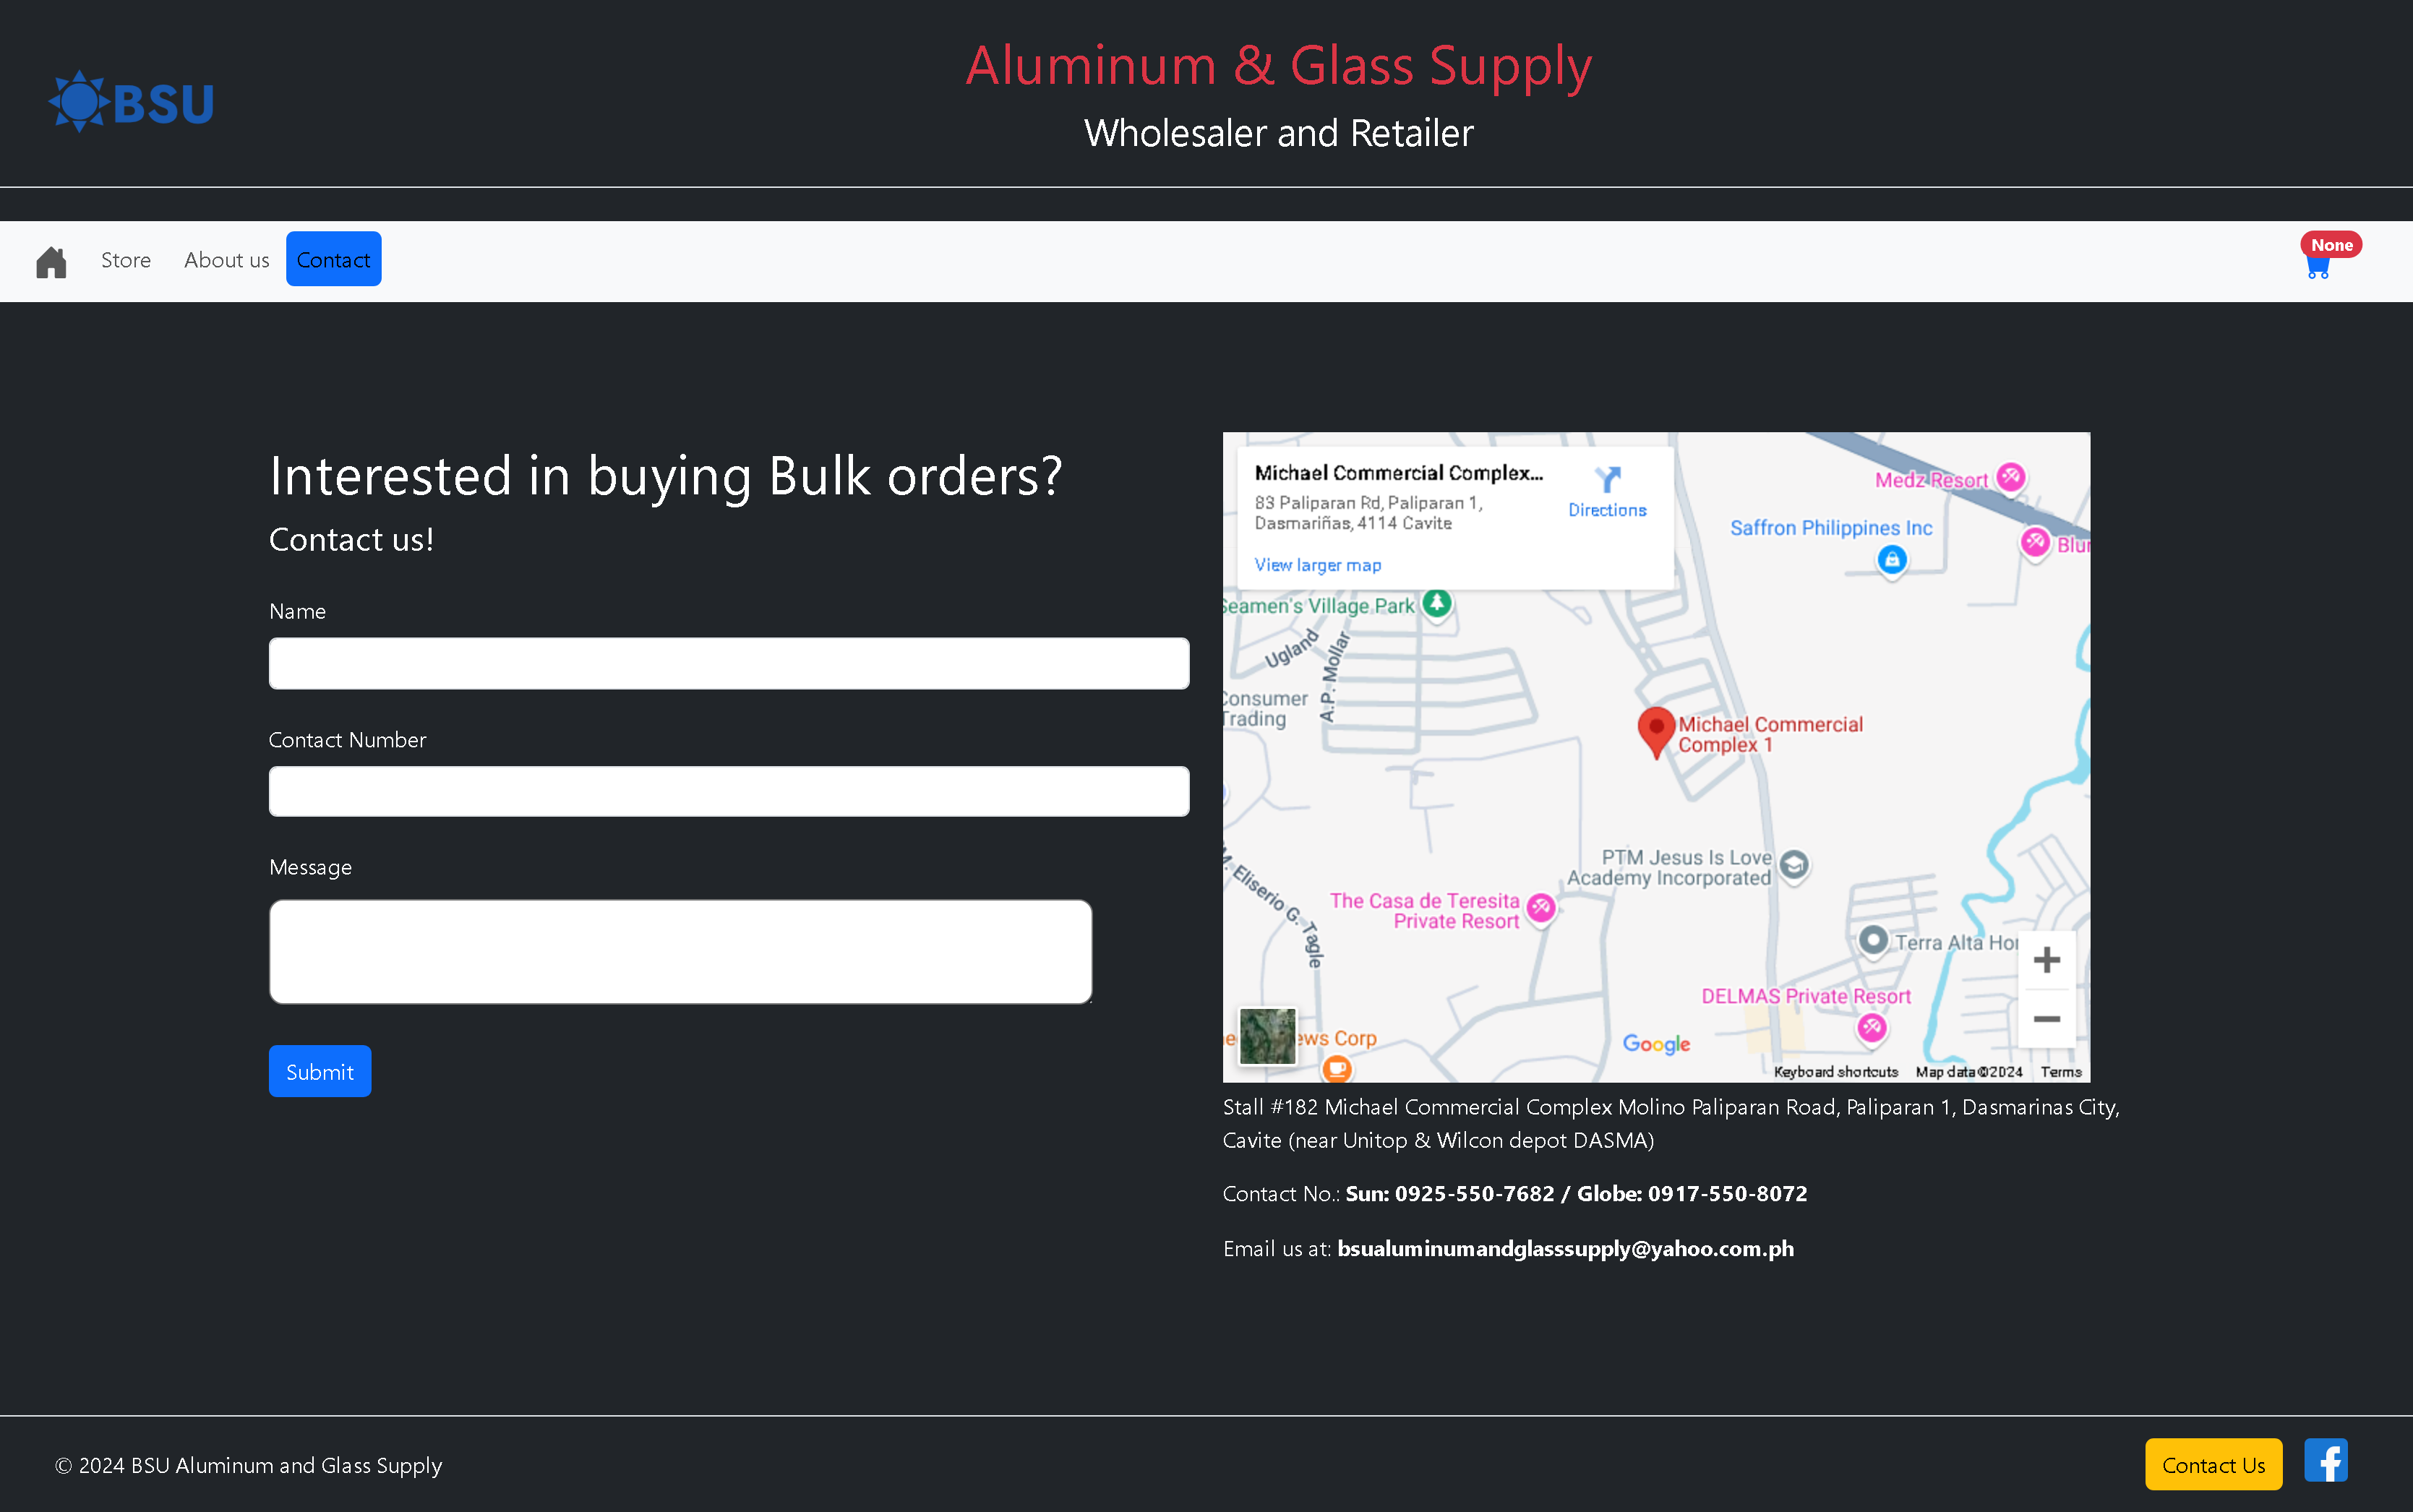 BSU
Aluminum & Glass Supply
Wholesaler and Retailer
Store
About us
Contact
None
Interested in buying Bulk orders?
Contact us!
Name
Contact Number
Message
Submit
Michael Commercial Complex...
83 Paliparan Rd, Paliparan 1,
Dasmariñas, 4114 Cavite
Directions
View larger map
Medz Resort
Saffron Philippines Inc
Blur
Seamen's Village Park
Ugland
A.P. Mollar
Consumer
Trading
Michael Commercial
Complex 1
PTM Jesus Is Love
Academy Incorporated
M. Eliserio G. Tagle
The Casa de Teresita
Private Resort
Terra Alta Hor
DELMAS Private Resort
ews Corp
Google
Keyboard shortcuts
Map data ©2024
Terms
Stall #182 Michael Commercial Complex Molino Paliparan Road, Paliparan 1, Dasmarinas City,
Cavite (near Unitop & Wilcon depot DASMA)
Contact No.: Sun: 0925-550-7682 / Globe: 0917-550-8072
Email us at: bsualuminumandglasssupply@yahoo.com.ph
© 2024 BSU Aluminum and Glass Supply
Contact Us